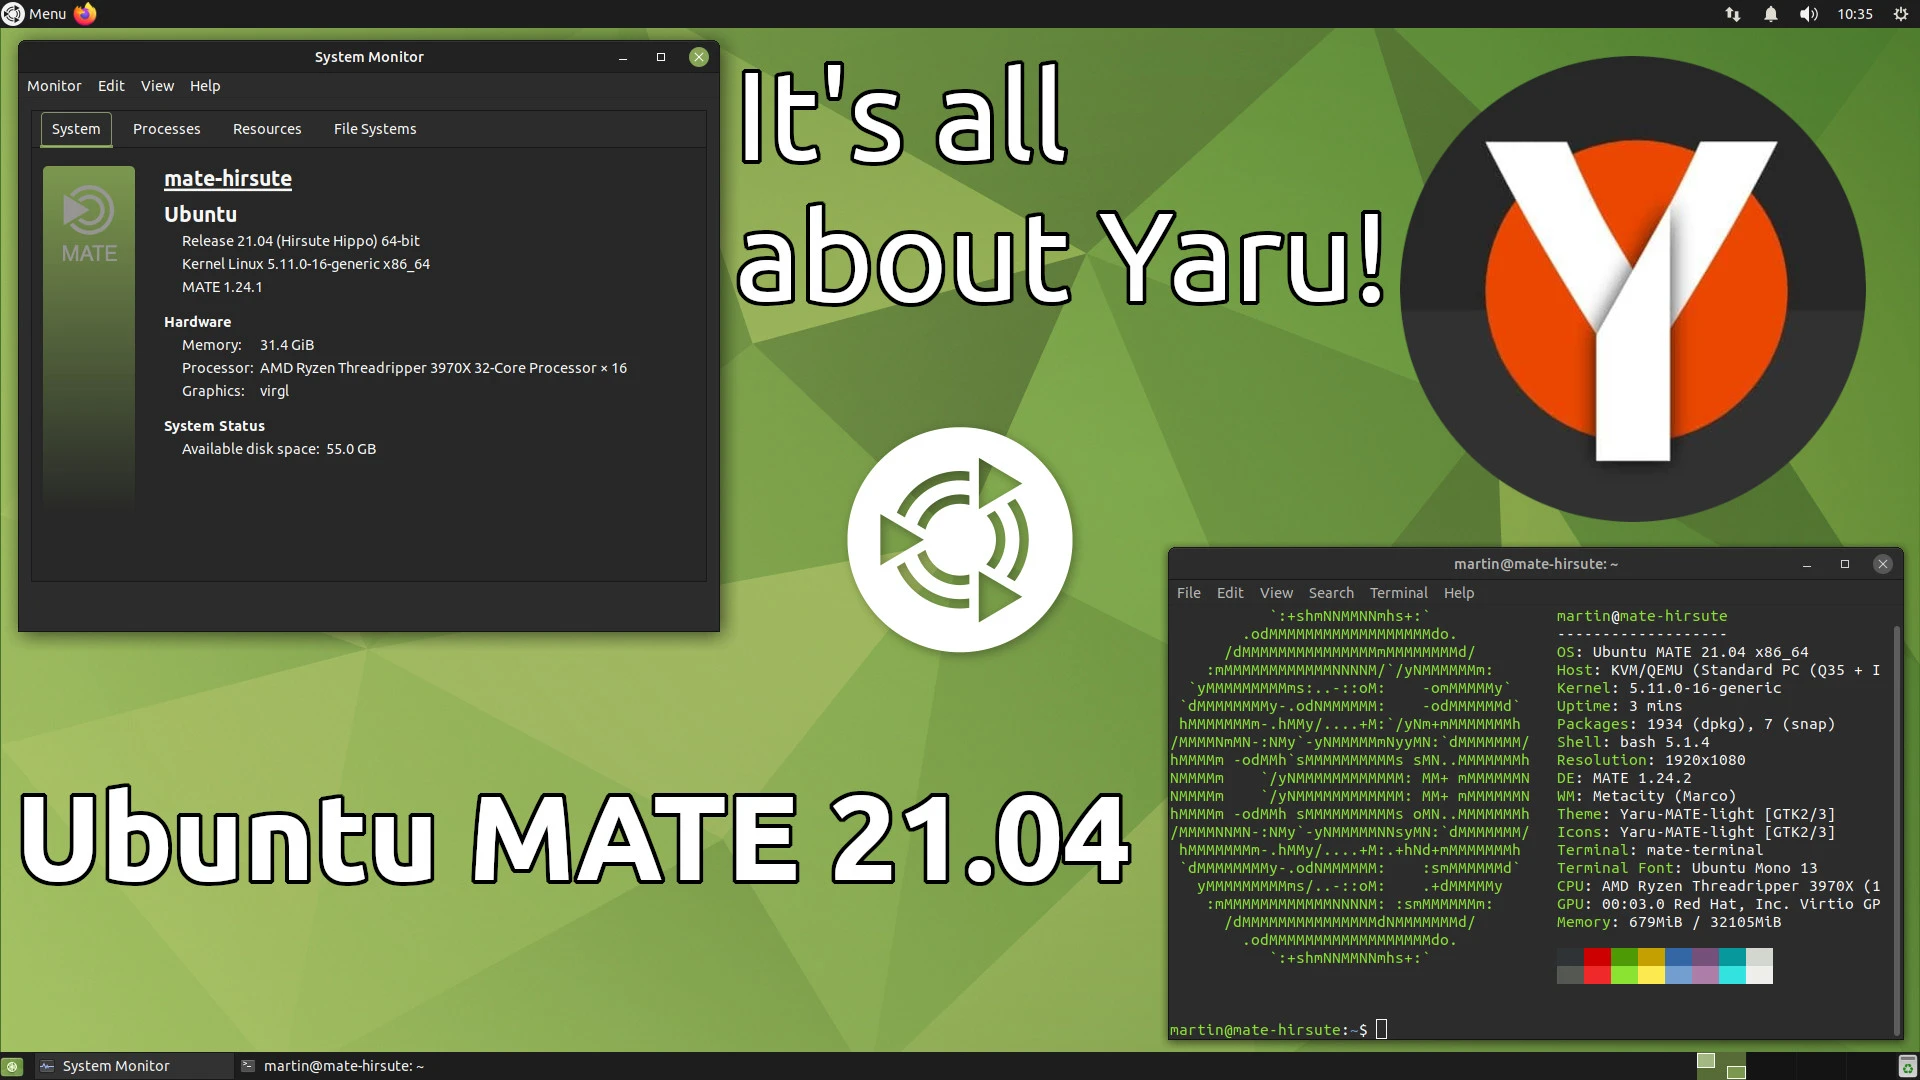 Menu
10:35
System Monitor
Monitor Edit View Help
System Processes Resources File Systems
MATE
mate-hirsute
Ubuntu
Release 21.04 (Hirsute Hippo) 64-bit
Kernel Linux 5.11.0-16-generic x86_64
MATE 1.24.1
Hardware
Memory: 31.4 GiB
Processor: AMD Ryzen Threadripper 3970X 32-Core Processor × 16
Graphics: virgl
System Status
Available disk space: 55.0 GB
It's all
about Yaru!
Y
Ubuntu MATE 21.04
martin@mate-hirsute: ~
File Edit View Search Terminal Help
martin@mate-hirsute
-------------------
OS: Ubuntu MATE 21.04 x86_64
Host: KVM/QEMU (Standard PC (Q35 + I
Kernel: 5.11.0-16-generic
Uptime: 3 mins
Packages: 1934 (dpkg), 7 (snap)
Shell: bash 5.1.4
Resolution: 1920x1080
DE: MATE 1.24.2
WM: Metacity (Marco)
Theme: Yaru-MATE-light [GTK2/3]
Icons: Yaru-MATE-light [GTK2/3]
Terminal: mate-terminal
Terminal Font: Ubuntu Mono 13
CPU: AMD Ryzen Threadripper 3970X (1
GPU: 00:03.0 Red Hat, Inc. Virtio GP
Memory: 679MiB / 32105MiB
martin@mate-hirsute:~$
System Monitor
martin@mate-hirsute: ~